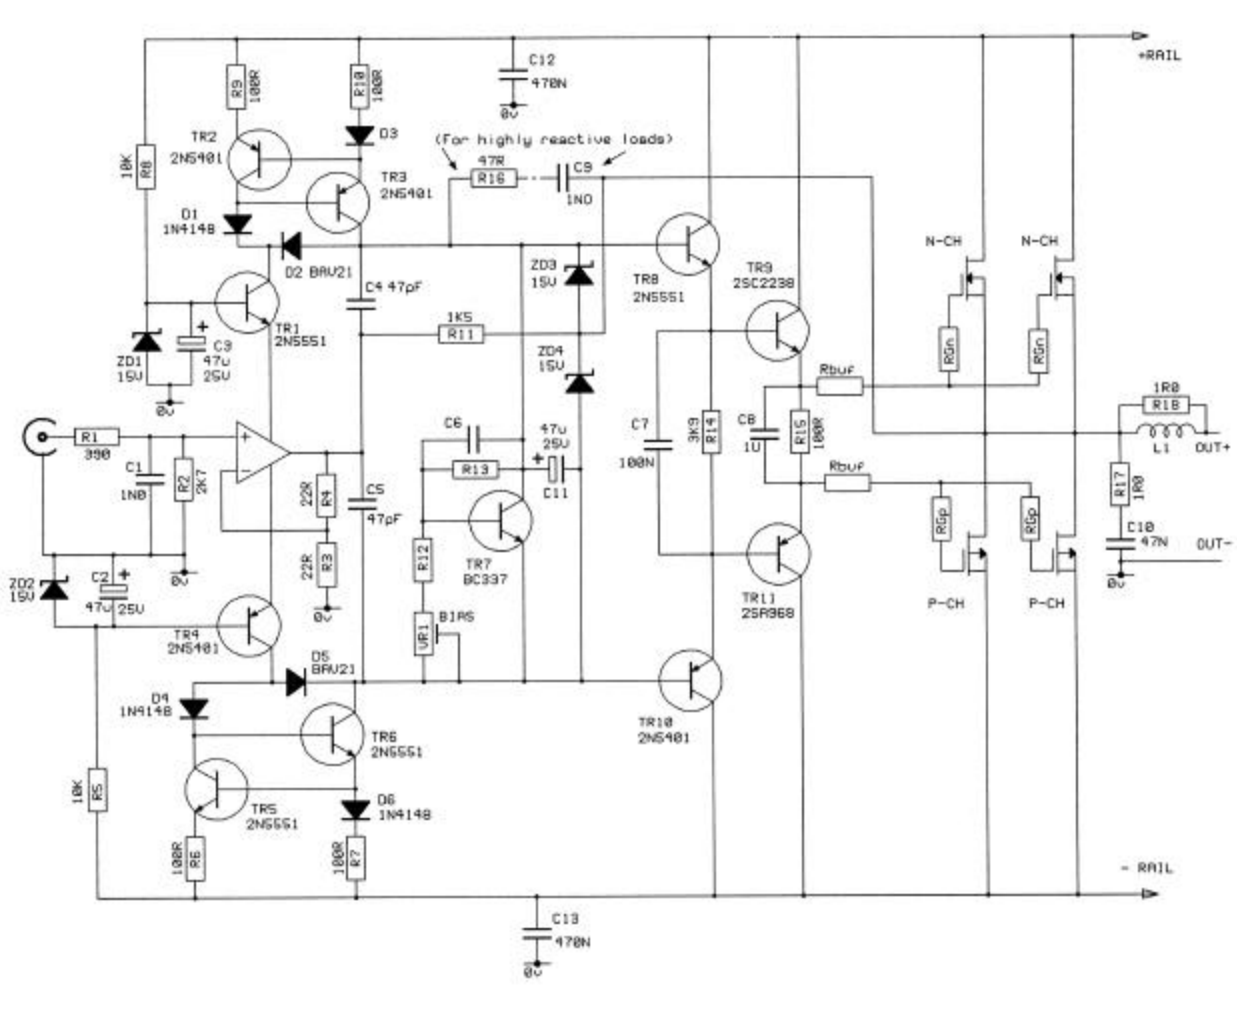 +RAIL
C12
470N
0v
R9
100R
R10
100R
D3
TR2
2N5401
10K
R8
(For highly reactive loads)
47R
R16
C9
1N0
TR3
2N5401
D1
1N4148
D2 BAV21
ZD3
15V
TR8
2N5551
TR9
2SC2238
N-CH
N-CH
C4 47pF
1K5
R11
TR1
2N5551
ZD1
15V
+
C3
47u
25V
0v
ZD4
15V
RGn
RGn
Rbuf
1R0
R18
L1
OUT+
R1
390
C1
1N0
R2
2K7
+
-
22R
R4
C5
47pF
C6
R13
47u
25V
+
C11
C7
100N
3K9
R14
C8
1U
R15
100R
Rbuf
RGp
RGp
R17
1R0
C10
47N
OUT-
0v
ZD2
15V
C2
+
47u
25V
0v
22R
R3
0v
R12
TR7
BC337
TR11
2SA968
P-CH
P-CH
TR4
2N5401
VR1
BIAS
D5
BAV21
D4
1N4148
TR6
2N5551
TR10
2N5401
10K
R5
TR5
2N5551
D6
1N4148
100R
R6
100R
R7
- RAIL
C13
470N
0v